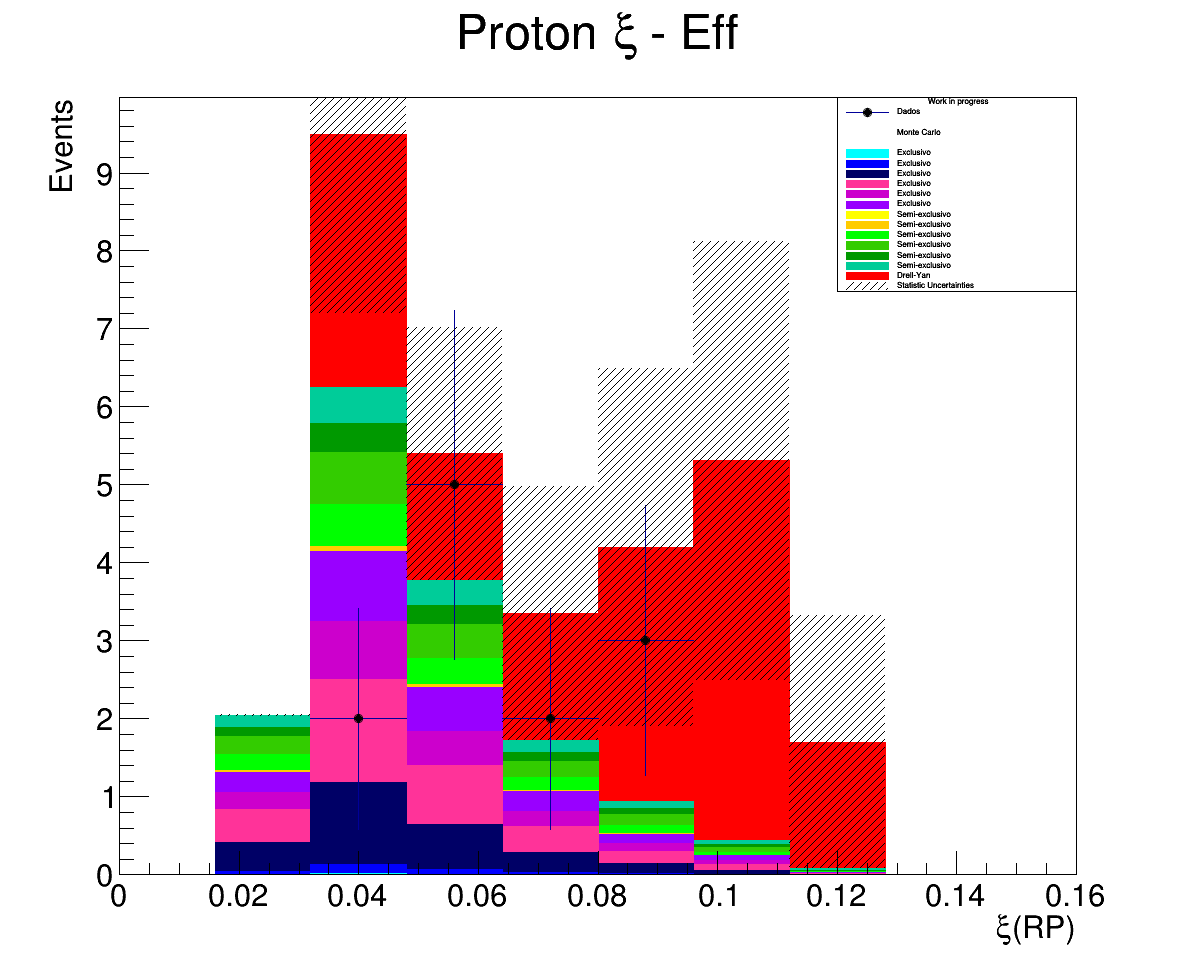 Proton ξ - Eff
Events
Work in progress
Dados
Monte Carlo
Exclusivo
Exclusivo
Exclusivo
Exclusivo
Exclusivo
Exclusivo
Semi-exclusivo
Semi-exclusivo
Semi-exclusivo
Semi-exclusivo
Semi-exclusivo
Semi-exclusivo
Drell-Yan
Statistic Uncertainties
9
8
7
6
5
4
3
2
1
0
0 0.02 0.04 0.06 0.08 0.1 0.12 0.14 0.16
ξ(RP)